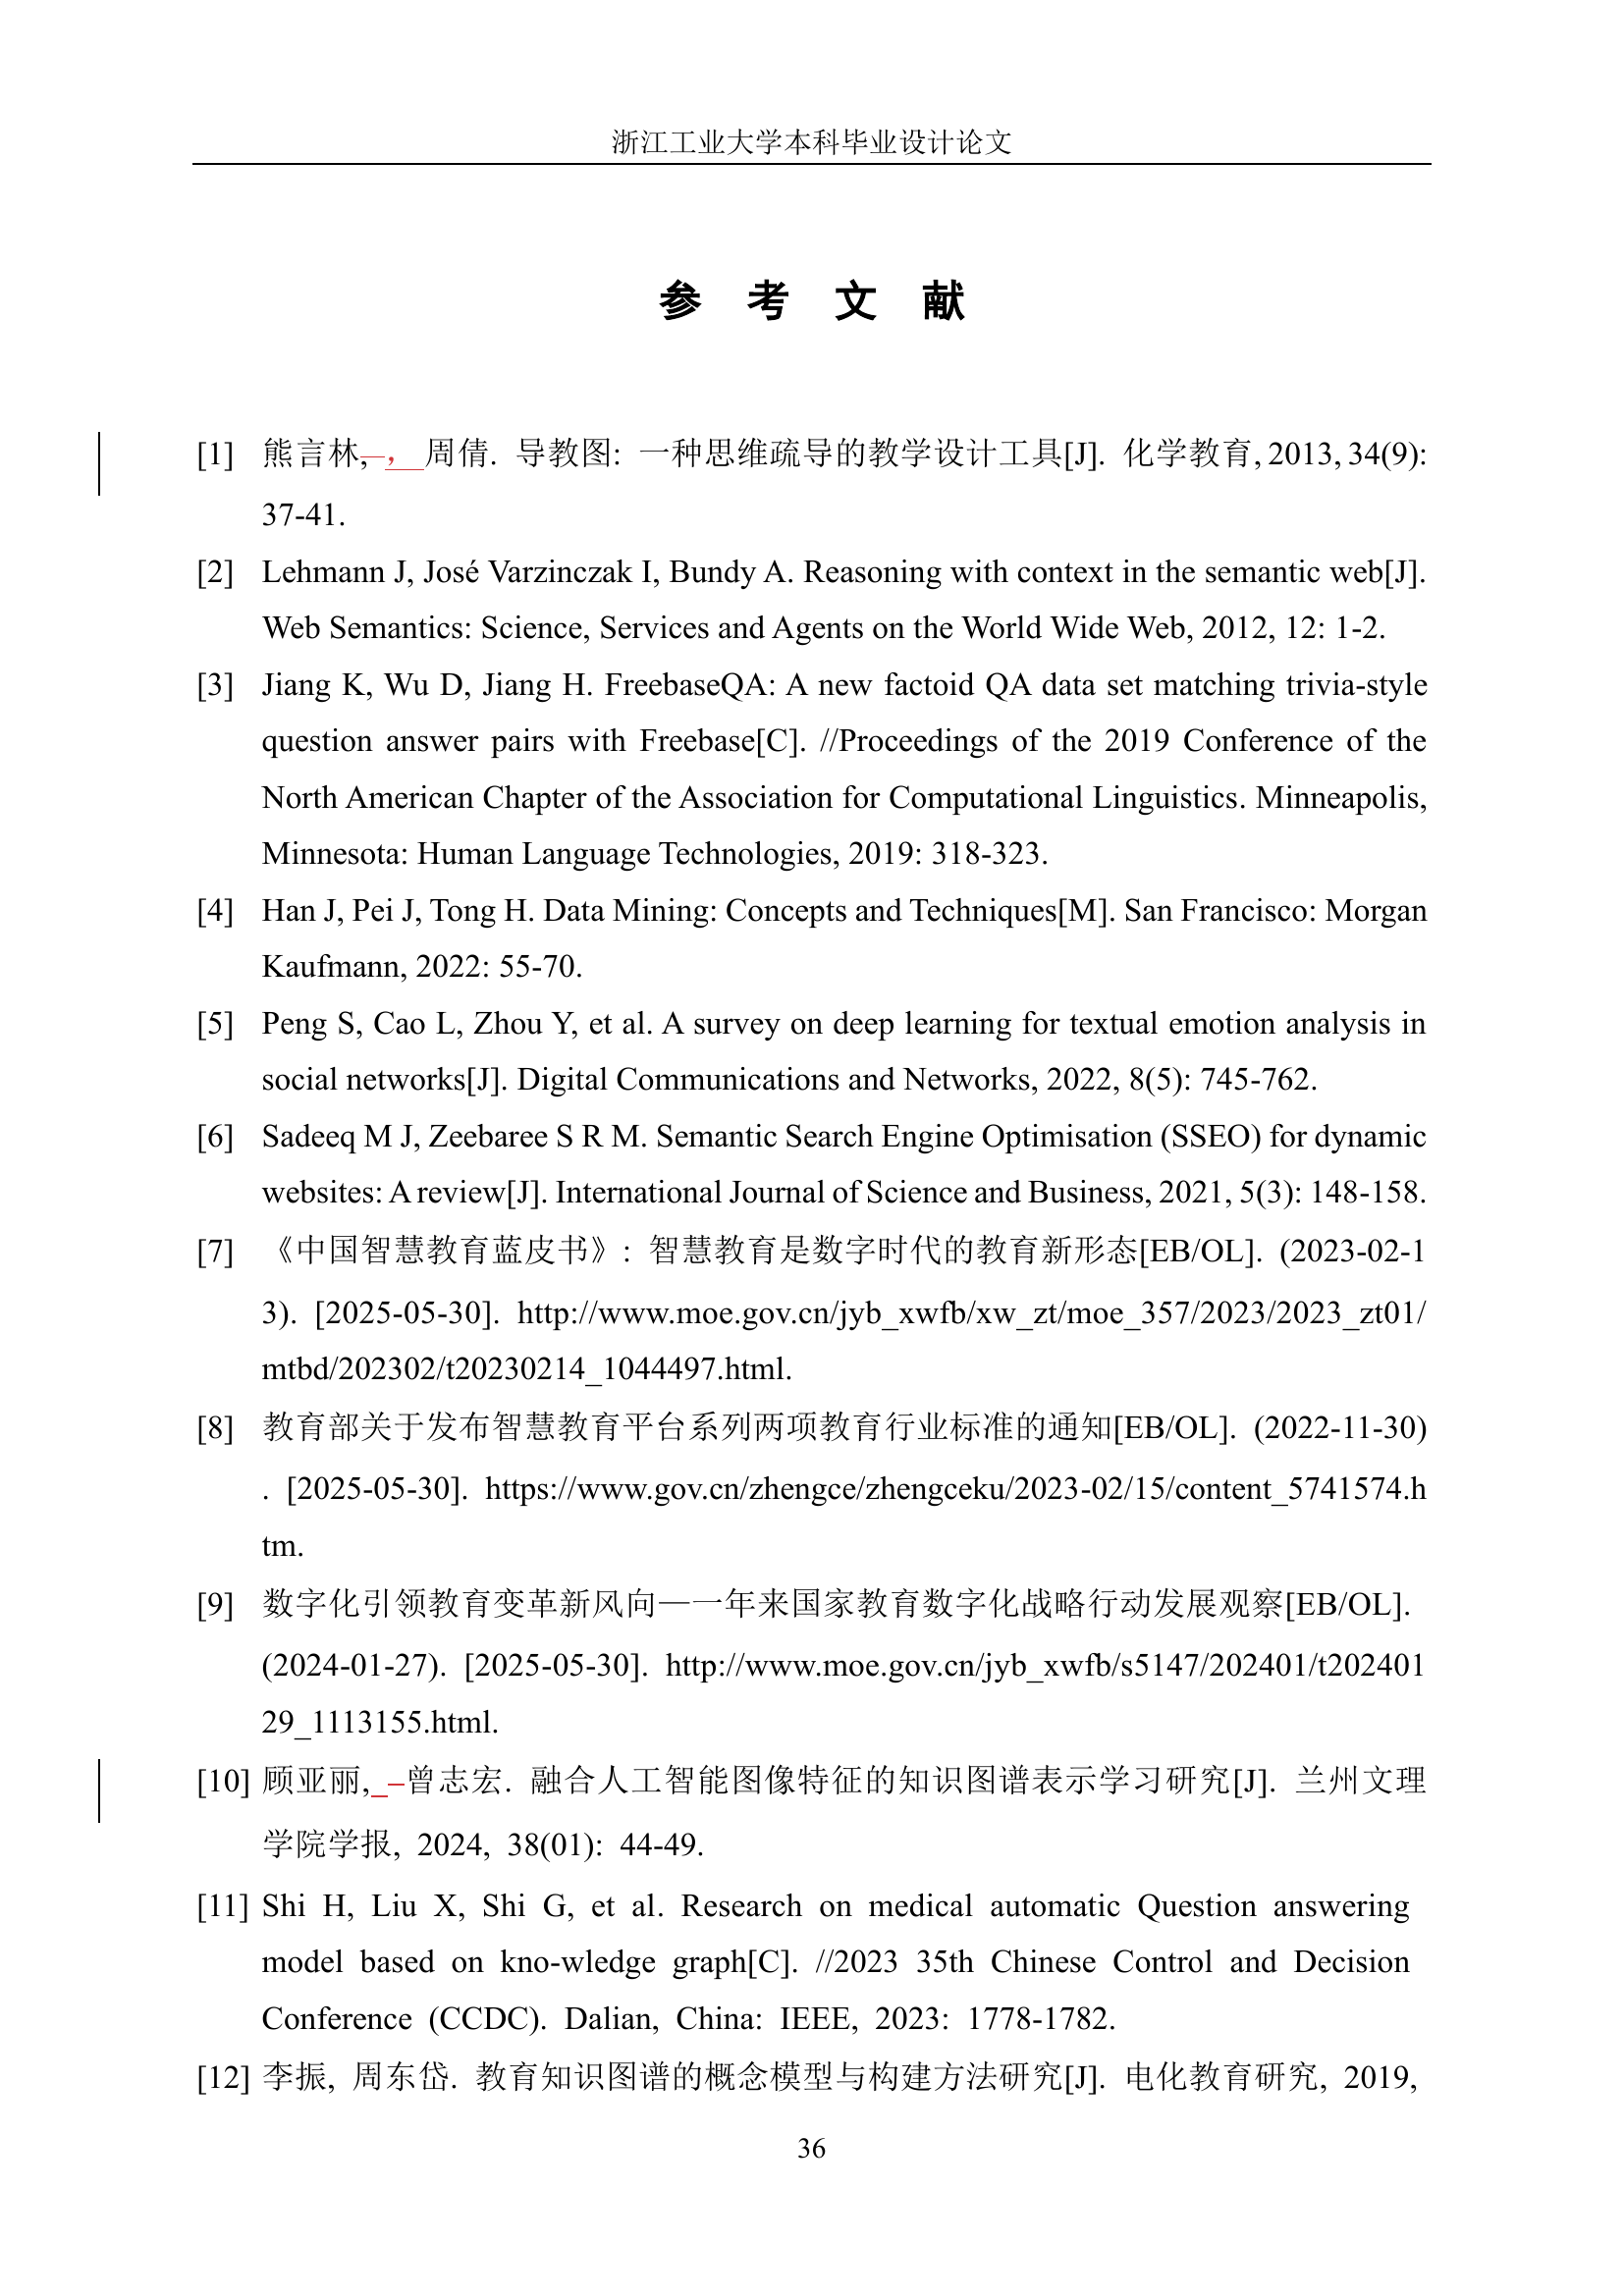 浙江工业大学本科毕业设计论文
参 考 文 献
[1] 熊言林, , 周倩. 导教图: 一种思维疏导的教学设计工具[J]. 化学教育, 2013, 34(9):
37-41.
[2] Lehmann J, José Varzinczak I, Bundy A. Reasoning with context in the semantic web[J].
Web Semantics: Science, Services and Agents on the World Wide Web, 2012, 12: 1-2.
[3] Jiang K, Wu D, Jiang H. FreebaseQA: A new factoid QA data set matching trivia-style
question answer pairs with Freebase[C]. //Proceedings of the 2019 Conference of the
North American Chapter of the Association for Computational Linguistics. Minneapolis,
Minnesota: Human Language Technologies, 2019: 318-323.
[4] Han J, Pei J, Tong H. Data Mining: Concepts and Techniques[M]. San Francisco: Morgan
Kaufmann, 2022: 55-70.
[5] Peng S, Cao L, Zhou Y, et al. A survey on deep learning for textual emotion analysis in
social networks[J]. Digital Communications and Networks, 2022, 8(5): 745-762.
[6] Sadeeq M J, Zeebaree S R M. Semantic Search Engine Optimisation (SSEO) for dynamic
websites: A review[J]. International Journal of Science and Business, 2021, 5(3): 148-158.
[7] 《中国智慧教育蓝皮书》: 智慧教育是数字时代的教育新形态[EB/OL]. (2023-02-1
3). [2025-05-30]. http://www.moe.gov.cn/jyb_xwfb/xw_zt/moe_357/2023/2023_zt01/
mtbd/202302/t20230214_1044497.html.
[8] 教育部关于发布智慧教育平台系列两项教育行业标准的通知[EB/OL]. (2022-11-30)
. [2025-05-30]. https://www.gov.cn/zhengce/zhengceku/2023-02/15/content_5741574.h
tm.
[9] 数字化引领教育变革新风向—一年来国家教育数字化战略行动发展观察[EB/OL].
(2024-01-27). [2025-05-30]. http://www.moe.gov.cn/jyb_xwfb/s5147/202401/t202401
29_1113155.html.
[10] 顾亚丽, 曾志宏. 融合人工智能图像特征的知识图谱表示学习研究[J]. 兰州文理
学院学报, 2024, 38(01): 44-49.
[11] Shi H, Liu X, Shi G, et al. Research on medical automatic Question answering
model based on kno-wledge graph[C]. //2023 35th Chinese Control and Decision
Conference (CCDC). Dalian, China: IEEE, 2023: 1778-1782.
[12] 李振, 周东岱. 教育知识图谱的概念模型与构建方法研究[J]. 电化教育研究, 2019,
36